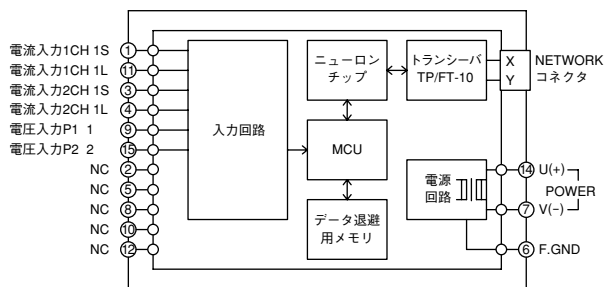 電流入力1CH 1S ①
電流入力1CH 1L ⑪
電流入力2CH 1S ③
電流入力2CH 1L ④
電圧入力P1 1 ⑨
電圧入力P2 2 ⑮
NC ②
NC ⑤
NC ⑧
NC ⑩
NC ⑫
入力回路
ニューロン
チップ
MCU
データ退避
用メモリ
トランシーバ
TP/FT-10
X
Y
NETWORK
コネクタ
電源
回路
⑭ U(+)
POWER
⑦ V(−)
⑥ F.GND